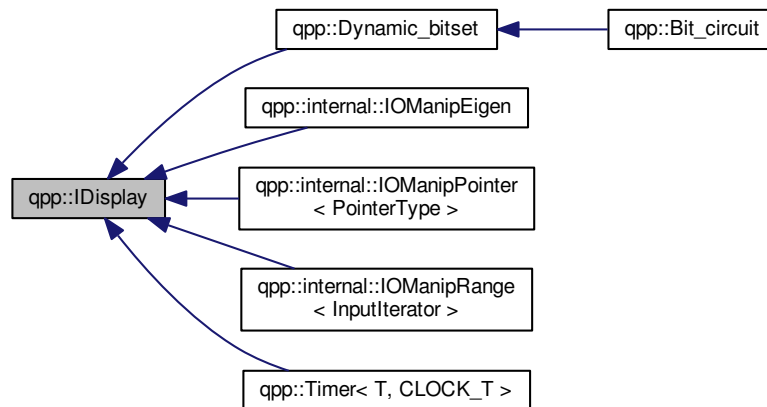 qpp::Dynamic_bitset
qpp::Bit_circuit
qpp::internal::IOManipEigen
qpp::IDisplay
qpp::internal::IOManipPointer
< PointerType >
qpp::internal::IOManipRange
< InputIterator >
qpp::Timer< T, CLOCK_T >